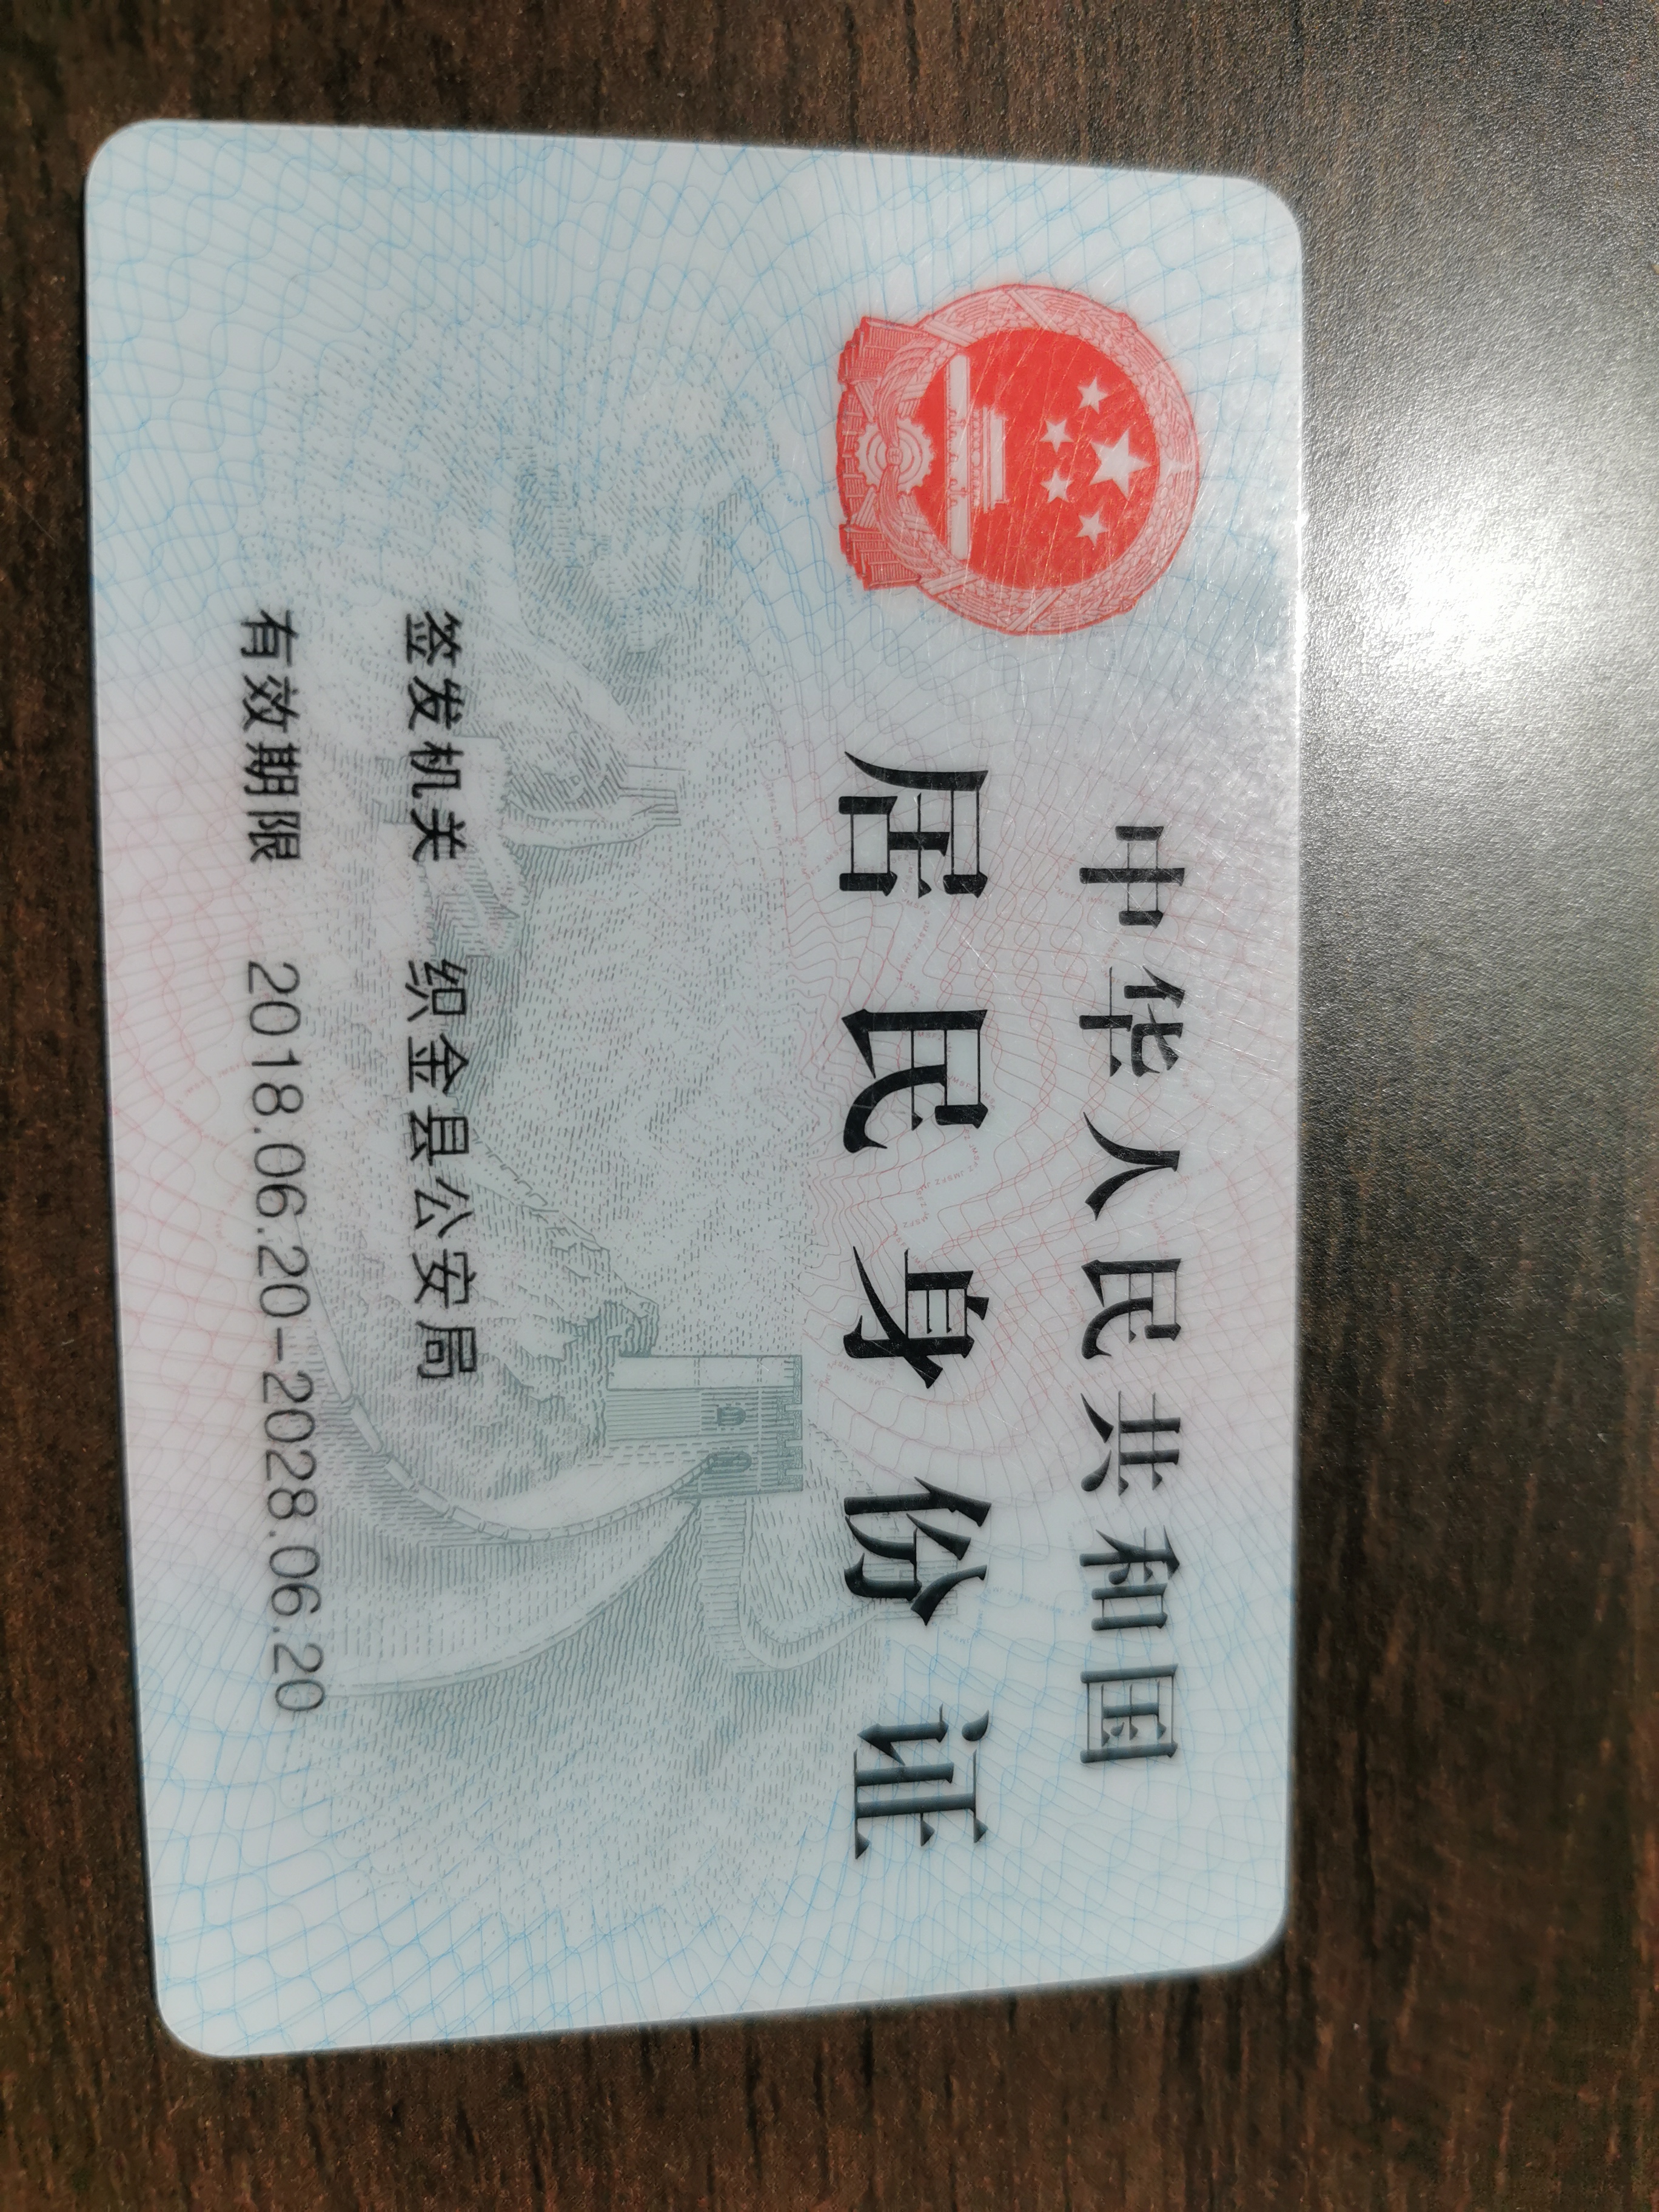 中华人民共和国
居民身份证
签发机关 织金县公安局
有效期限 2018.06.20-2028.06.20